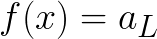 f(x) = a_L